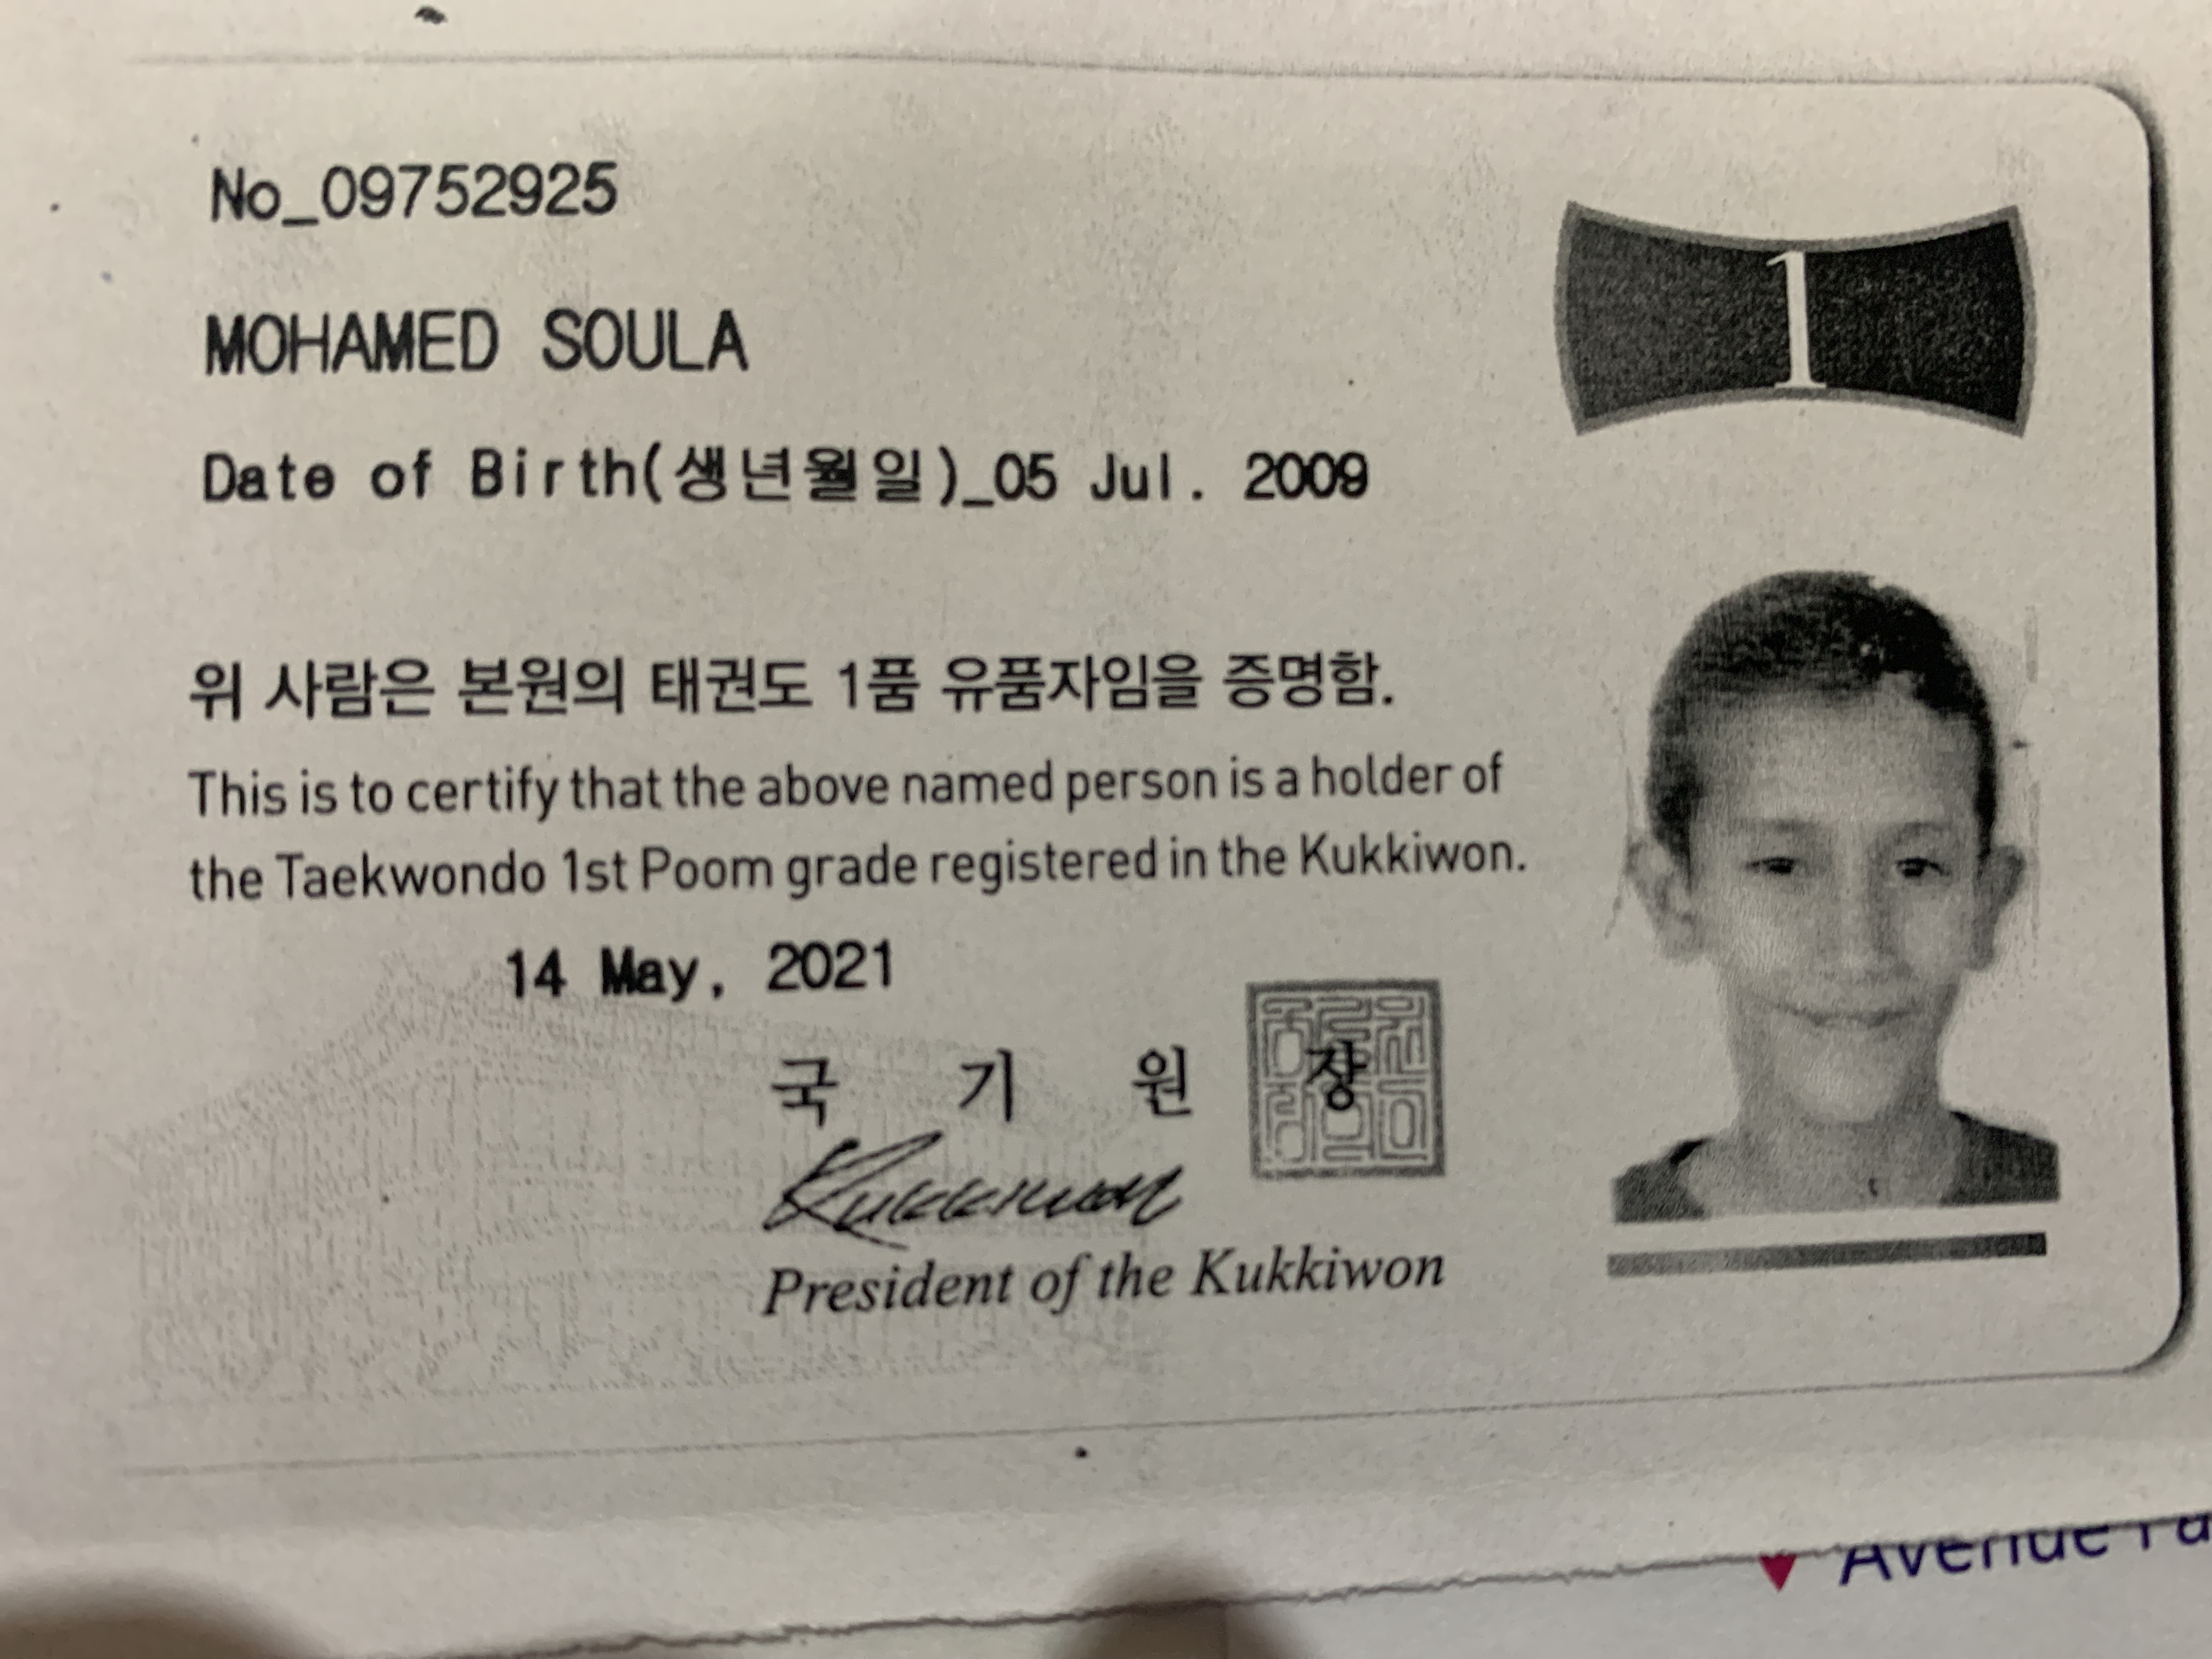 No_09752925
1
MOHAMED SOULA
Date of Birth(생년월일)_05 Jul. 2009
위 사람은 본원의 태권도 1품 유품자임을 증명함.
This is to certify that the above named person is a holder of
the Taekwondo 1st Poom grade registered in the Kukkiwon.
14 May, 2021
국 기 원 장
Kukkiwon
President of the Kukkiwon
Avenue